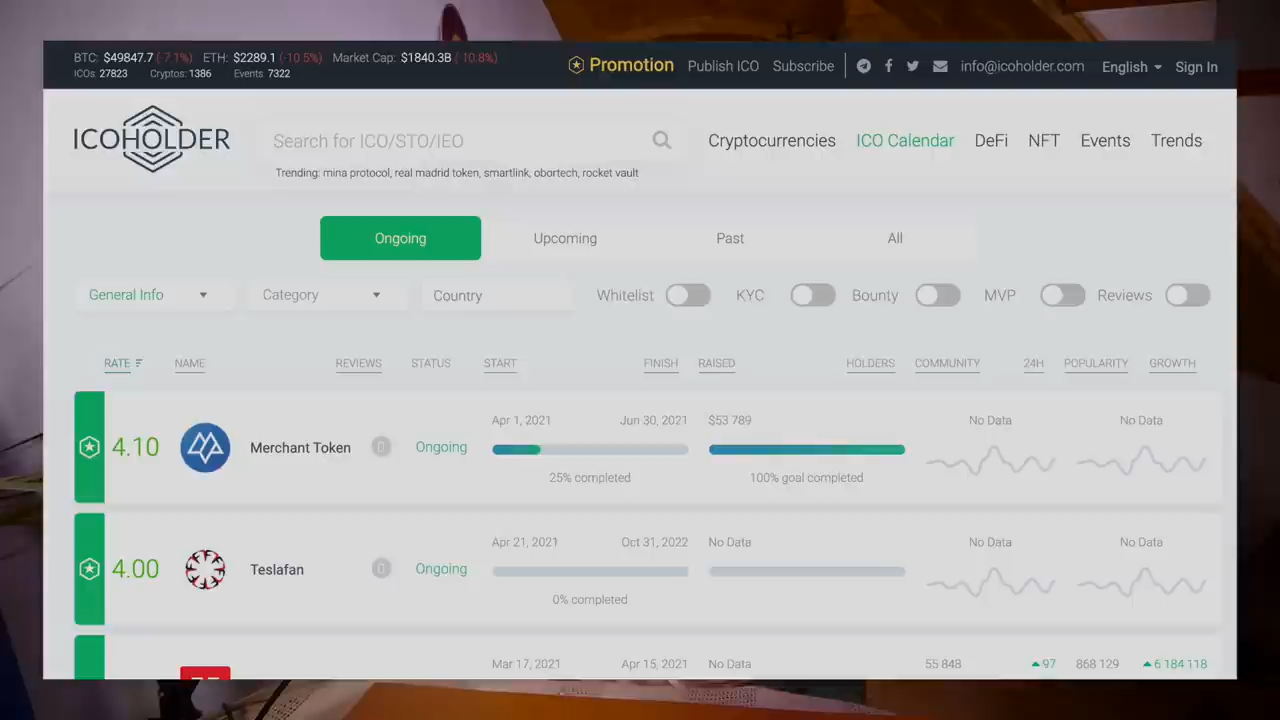 BTC: $49847.7 (-7.1%) ETH: $2289.1 (-10.5%) Market Cap: $1840.3B (-10.8%)
ICOs: 27823 Cryptos: 1386 Events: 7322
Promotion Publish ICO Subscribe info@icoholder.com English Sign In
ICOHOLDER
Search for ICO/STO/IEO
Cryptocurrencies ICO Calendar DeFi NFT Events Trends
Trending: mina protocol, real madrid token, smartlink, obortech, rocket vault
Ongoing Upcoming Past All
General Info Category Country Whitelist KYC Bounty MVP Reviews
RATE NAME REVIEWS STATUS START FINISH RAISED HOLDERS COMMUNITY 24H POPULARITY GROWTH
Apr 1, 2021 Jun 30, 2021 $53 789 No Data No Data
4.10 Merchant Token 0 Ongoing
25% completed 100% goal completed
Apr 21, 2021 Oct 31, 2022 No Data No Data No Data
4.00 Teslafan 0 Ongoing
0% completed
Mar 17, 2021 Apr 15, 2021 No Data 55 848 97 868 129 6 184 118